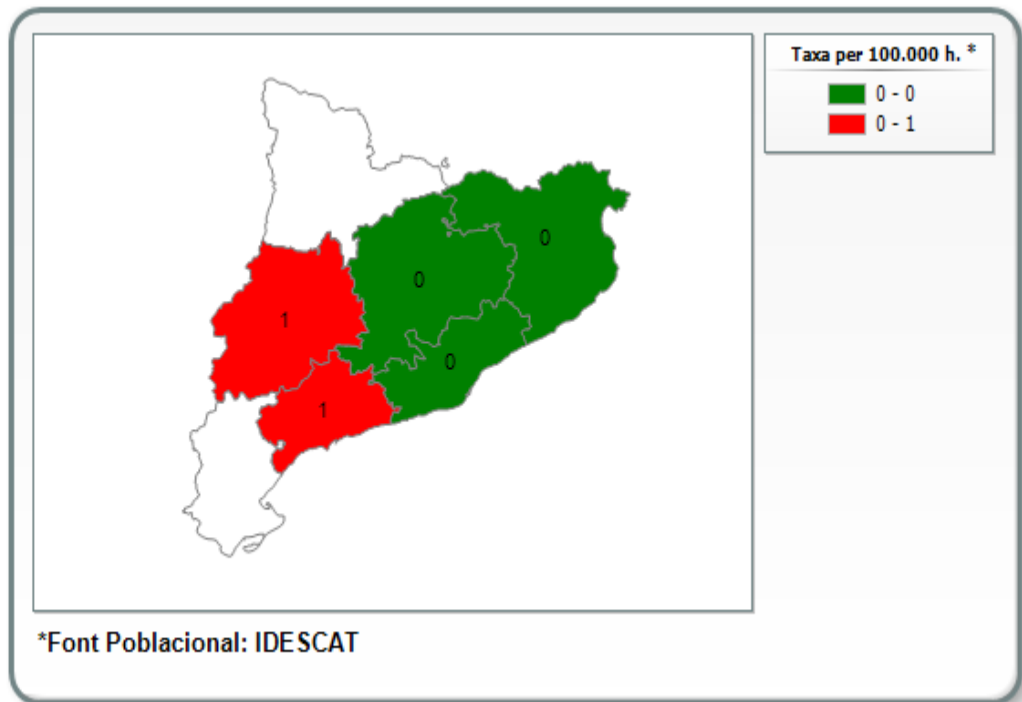 Taxa per 100.000 h. *
0 - 0
0 - 1
0
0
1
0
1
*Font Poblacional: IDESCAT